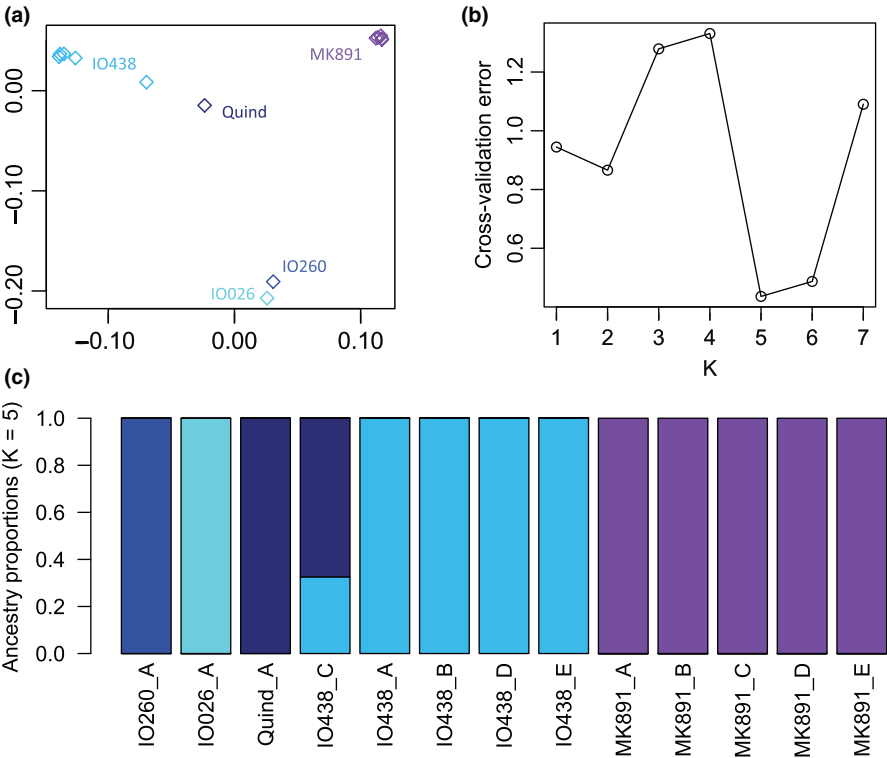 (a)
0.00
−0.10
−0.20
IO438
MK891
Quind
IO260
IO026
−0.10 0.00 0.10
(b)
Cross-validation error
1.2
1.0
0.8
0.6
1 2 3 4 5 6 7
K
(c)
Ancestry proportions (K = 5)
1.0
0.8
0.6
0.4
0.2
0.0
IO260_A
IO026_A
Quind_A
IO438_C
IO438_A
IO438_B
IO438_D
IO438_E
MK891_A
MK891_B
MK891_C
MK891_D
MK891_E